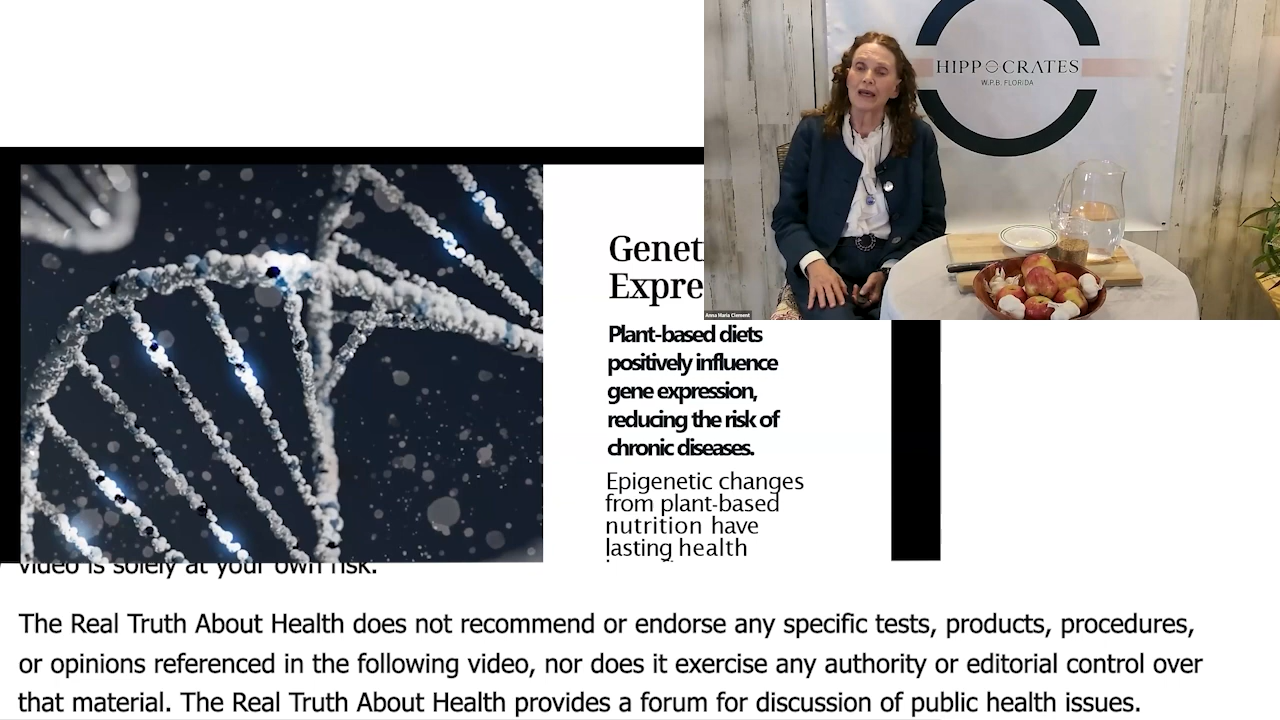 HIPPOCRATES
W.P.B. FLORIDA
Anna Maria Clement
Genet
Expre
Plant-based diets
positively influence
gene expression,
reducing the risk of
chronic diseases.
Epigenetic changes
from plant-based
nutrition have
lasting health
video is solely at your own risk.
The Real Truth About Health does not recommend or endorse any specific tests, products, procedures,
or opinions referenced in the following video, nor does it exercise any authority or editorial control over
that material. The Real Truth About Health provides a forum for discussion of public health issues.